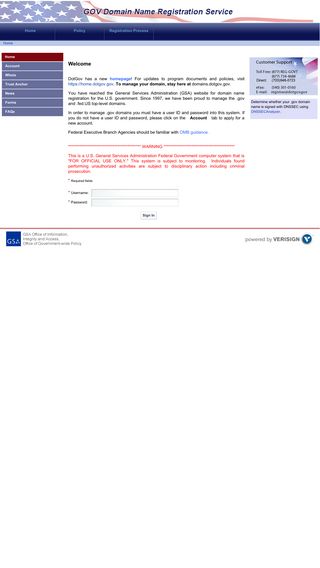 GOV Domain Name Registration Service
Home
Policy
Registration Process
Home
Home
Account
Whois
Trust Anchor
News
Forms
FAQs
Welcome
DotGov has a new homepage! For updates to program documents and policies, visit
https://home.dotgov.gov. To manage your domain, stay here at domains.dotgov.gov.
You have reached the General Services Administration (GSA) website for domain name
registration for the U.S. government. Since 1997, we have been proud to manage the .gov
and .fed.US top-level domains.
In order to manage .gov domains you must have a user ID and password into this system. If
you do not have a user ID and password, please click on the Account tab to apply for a
new account.
Federal Executive Branch Agencies should be familiar with OMB guidance.
WARNING
This is a U.S. General Services Administration Federal Government computer system that is
"FOR OFFICIAL USE ONLY." This system is subject to monitoring. Individuals found
performing unauthorized activities are subject to disciplinary action including criminal
prosecution.
* Required fields
* Username:
* Password:
Sign In
Customer Support
Toll Free: (877) REG-GOVT
(877) 734-4688
Direct:
eFax:
E-mail: registrar@dotgov.gov
Determine whether your .gov domain
name is signed with DNSSEC using
DNSSECAnalyzer.
GSA
GSA Office of Information,
Integrity and Access,
Office of Government-wide Policy
powered by VERISIGN